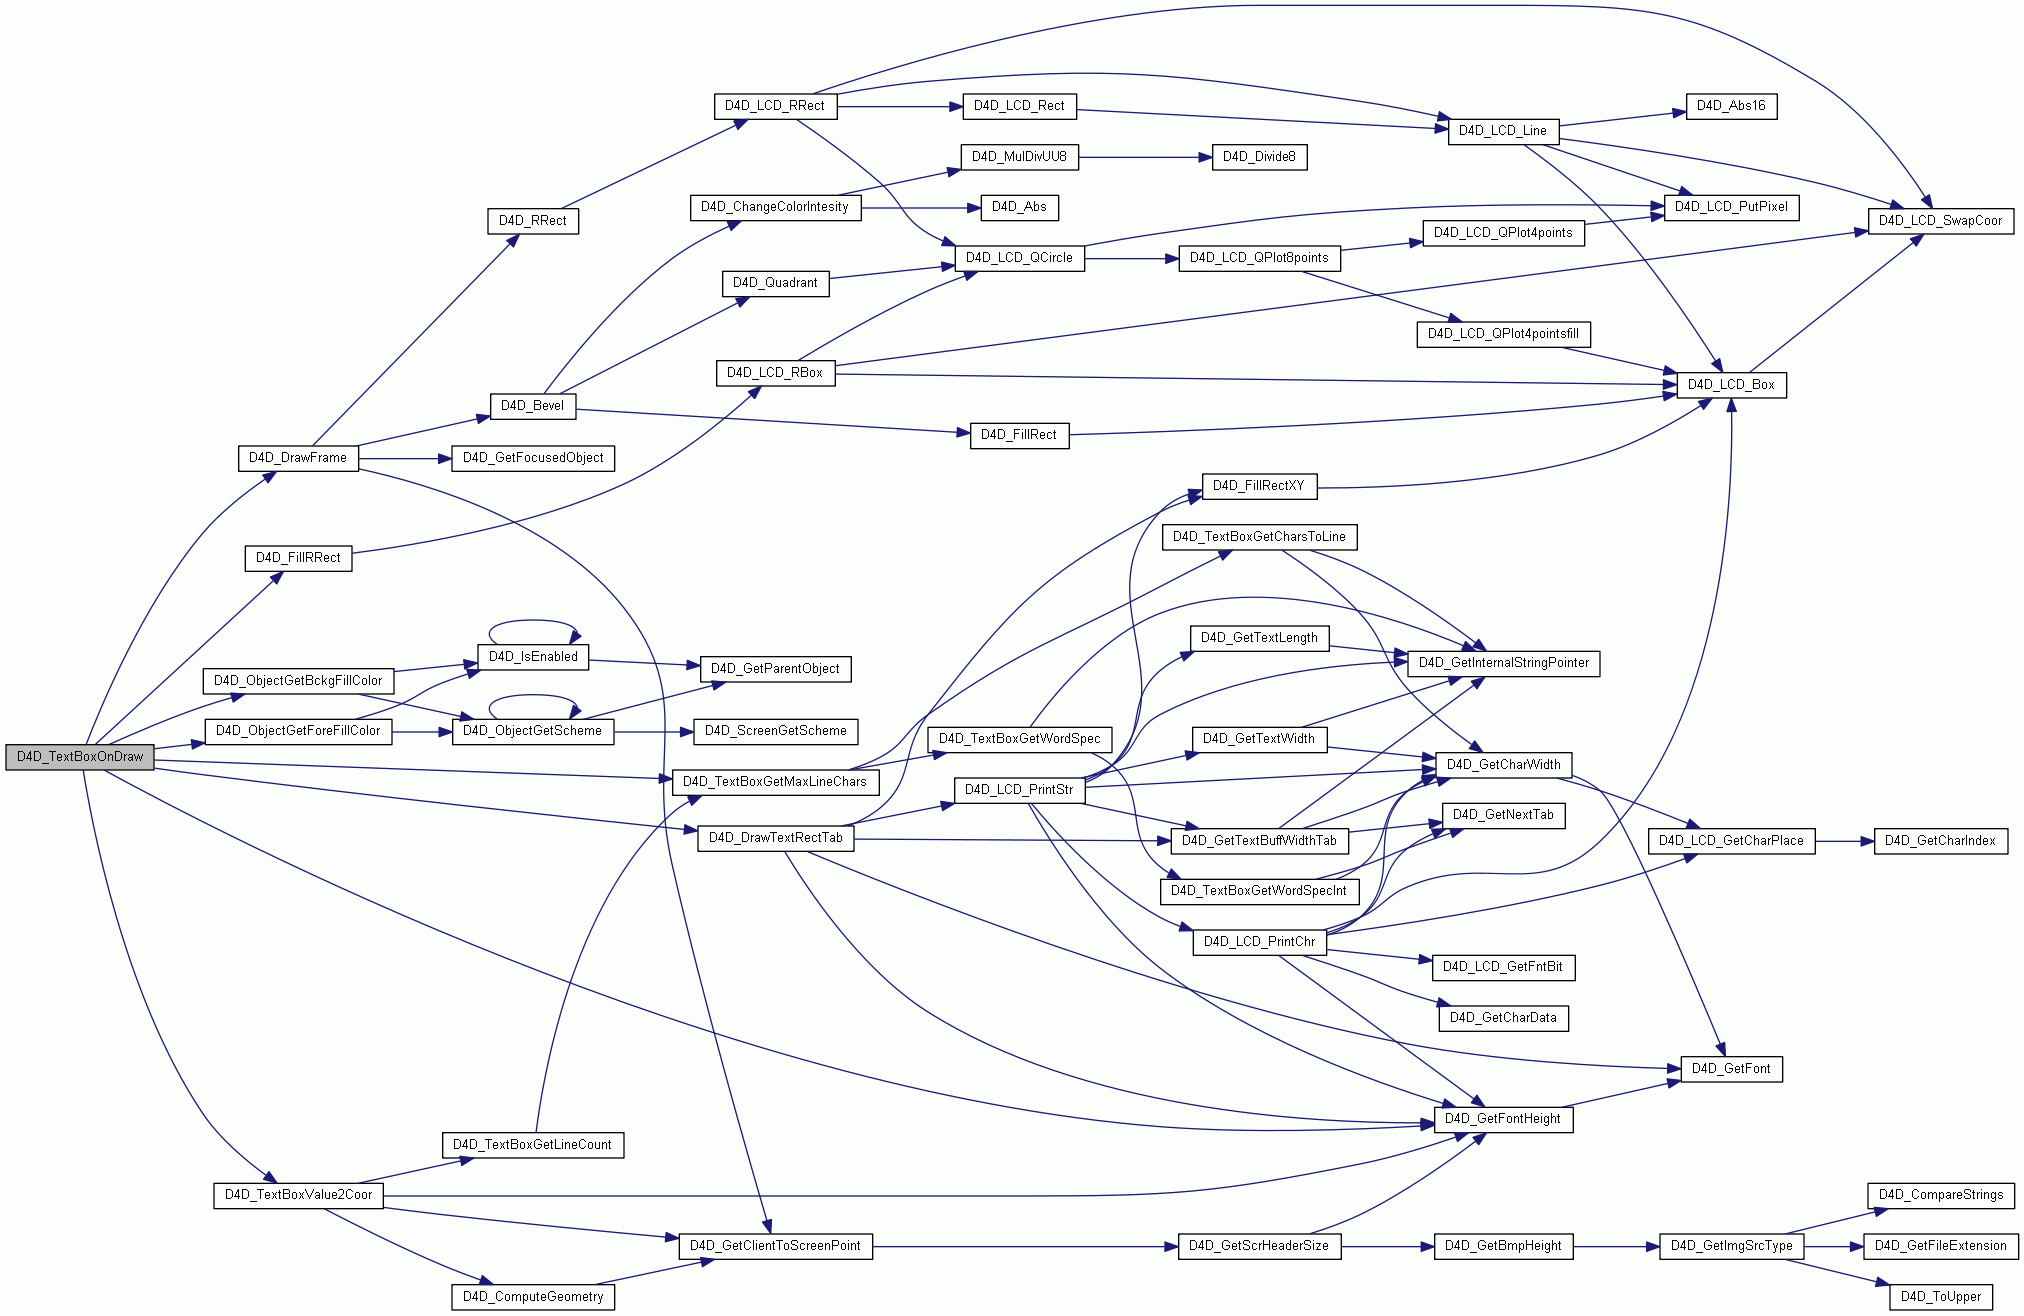 D4D_LCD_RRect
D4D_LCD_Rect
D4D_Abs16
D4D_LCD_Line
D4D_MulDivUU8
D4D_Divide8
D4D_ChangeColorIntesity
D4D_Abs
D4D_LCD_PutPixel
D4D_RRect
D4D_LCD_SwapCoor
D4D_LCD_QPlot4points
D4D_LCD_QCircle
D4D_LCD_QPlot8points
D4D_Quadrant
D4D_LCD_QPlot4pointsfill
D4D_LCD_RBox
D4D_LCD_Box
D4D_Bevel
D4D_FillRect
D4D_DrawFrame
D4D_GetFocusedObject
D4D_FillRectXY
D4D_TextBoxGetCharsToLine
D4D_FillRRect
D4D_GetTextLength
D4D_IsEnabled
D4D_GetParentObject
D4D_GetInternalStringPointer
D4D_ObjectGetBckgFillColor
D4D_ObjectGetForeFillColor
D4D_ObjectGetScheme
D4D_ScreenGetScheme
D4D_TextBoxGetWordSpec
D4D_GetTextWidth
D4D_TextBoxOnDraw
D4D_GetCharWidth
D4D_TextBoxGetMaxLineChars
D4D_LCD_PrintStr
D4D_GetNextTab
D4D_DrawTextRectTab
D4D_GetTextBuffWidthTab
D4D_LCD_GetCharPlace
D4D_GetCharIndex
D4D_TextBoxGetWordSpecInt
D4D_LCD_PrintChr
D4D_LCD_GetFntBit
D4D_GetCharData
D4D_GetFont
D4D_GetFontHeight
D4D_TextBoxGetLineCount
D4D_TextBoxValue2Coor
D4D_CompareStrings
D4D_GetClientToScreenPoint
D4D_GetScrHeaderSize
D4D_GetBmpHeight
D4D_GetImgSrcType
D4D_GetFileExtension
D4D_ComputeGeometry
D4D_ToUpper